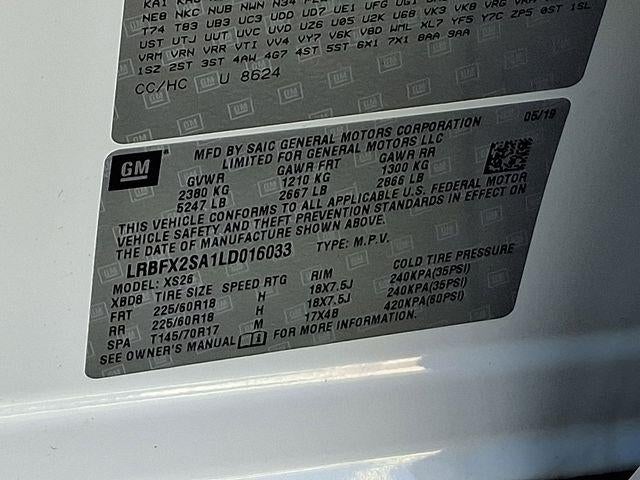 NE8 NKC NUB NWN N34
T74 T83 UB3 UC3 UDD UD7 UE1 UFG UG1
UST UTJ UUT UVC UVD UZ6 U05 U2K U68 VK3 VK8 VRG VRH
VRM VRN VRR VTI VV4 VY7 V6K V8D WML XL7 YF5 Y7C ZP5 0ST 1SL
1SZ 2ST 3ST 4AW 4G7 4ST 5ST 6X1 7X1 8AA 9AA
CC/HC U 8624
GM
MFD BY SAIC GENERAL MOTORS CORPORATION 05/19
LIMITED FOR GENERAL MOTORS LLC
GVWR GAWR FRT GAWR RR
2380 KG 1210 KG 1300 KG
5247 LB 2667 LB 2866 LB
THIS VEHICLE CONFORMS TO ALL APPLICABLE U.S. FEDERAL MOTOR
VEHICLE SAFETY AND THEFT PREVENTION STANDARDS IN EFFECT ON
THE DATE OF MANUFACTURE SHOWN ABOVE.
LRBFX2SA1LD016033 TYPE: M.P.V.
MODEL: XS26
XBD8 TIRE SIZE SPEED RTG RIM COLD TIRE PRESSURE
FRT 225/60R18 H 18X7.5J 240KPA(35PSI)
RR 225/60R18 H 18X7.5J 240KPA(35PSI)
SPA T145/70R17 M 17X4B 420KPA(60PSI)
SEE OWNER'S MANUAL FOR MORE INFORMATION.